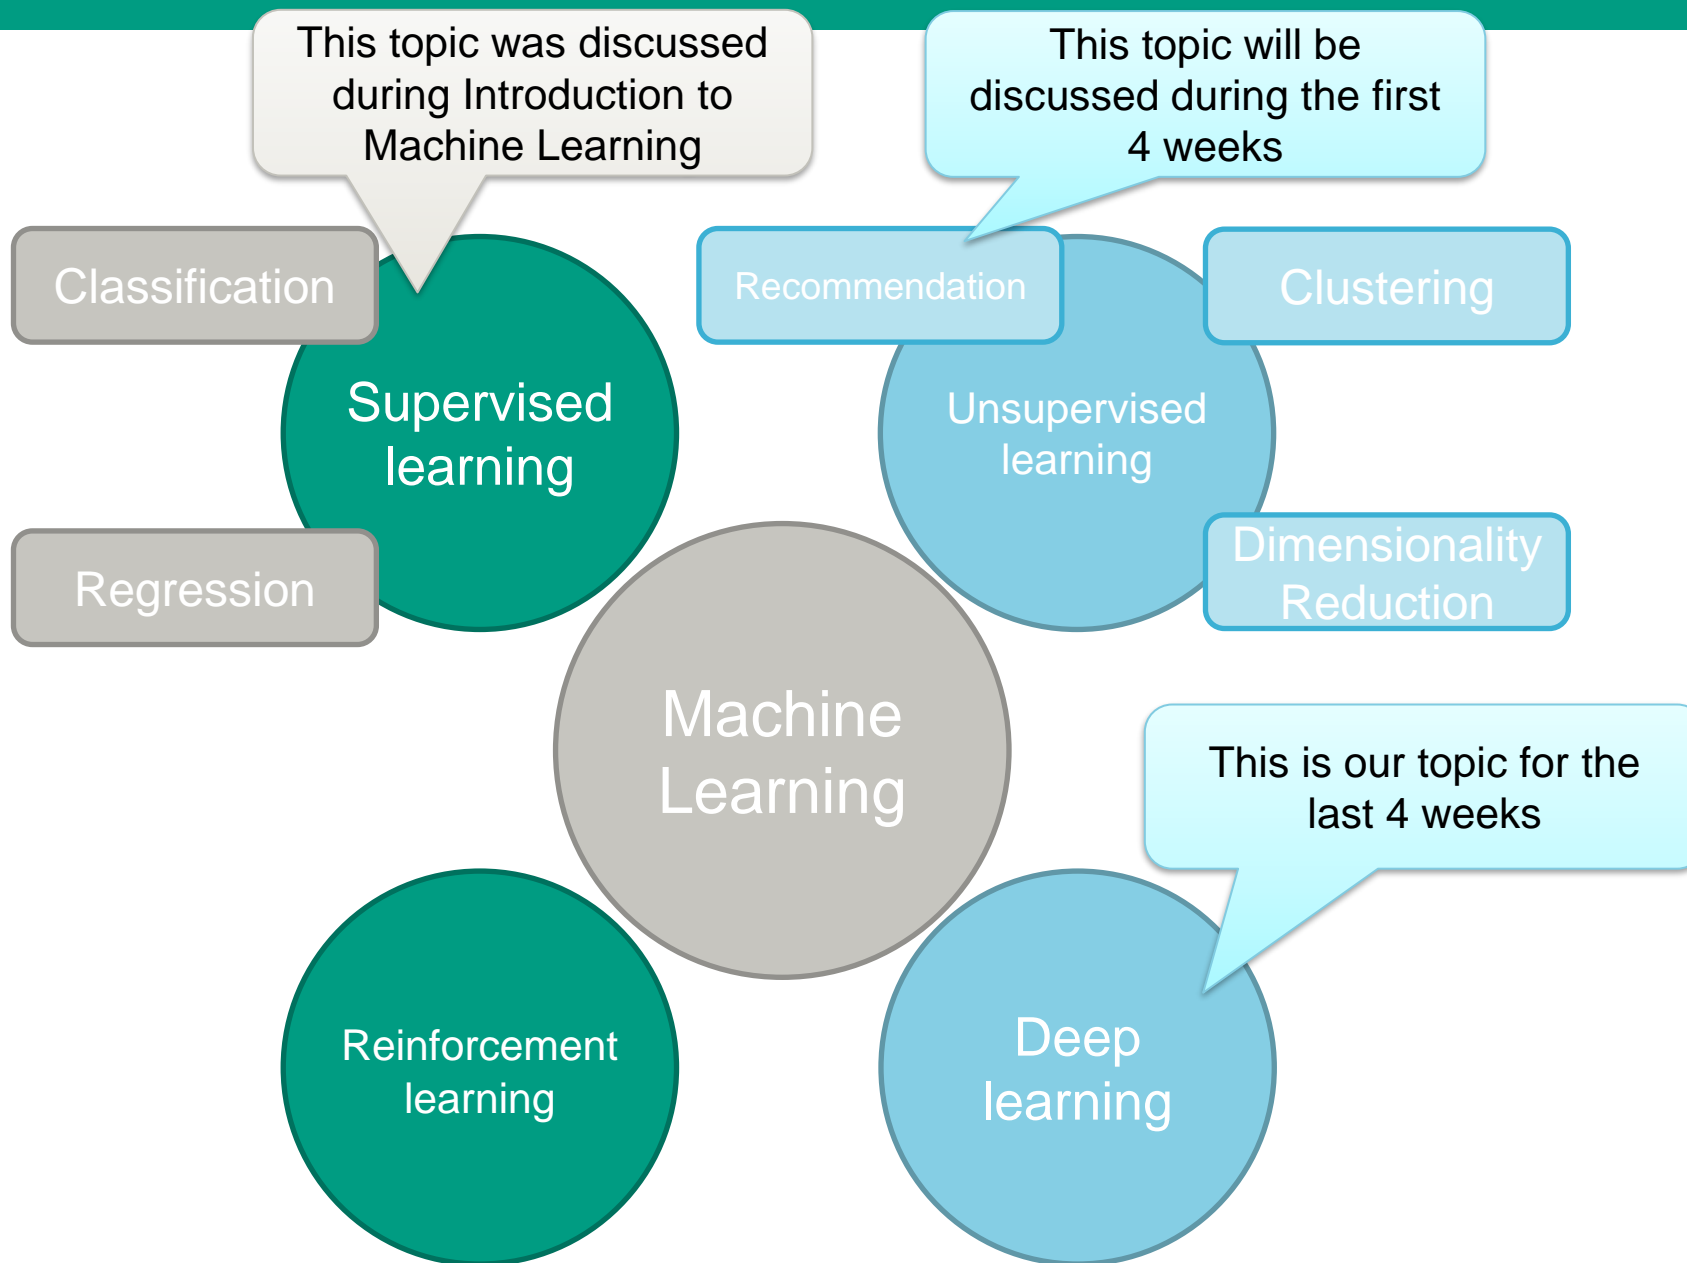 This topic was discussed
during Introduction to
Machine Learning
This topic will be
discussed during the first
4 weeks
Classification
Recommendation
Clustering
Supervised
learning
Unsupervised
learning
Regression
Dimensionality
Reduction
Machine
Learning
This is our topic for the
last 4 weeks
Reinforcement
learning
Deep
learning